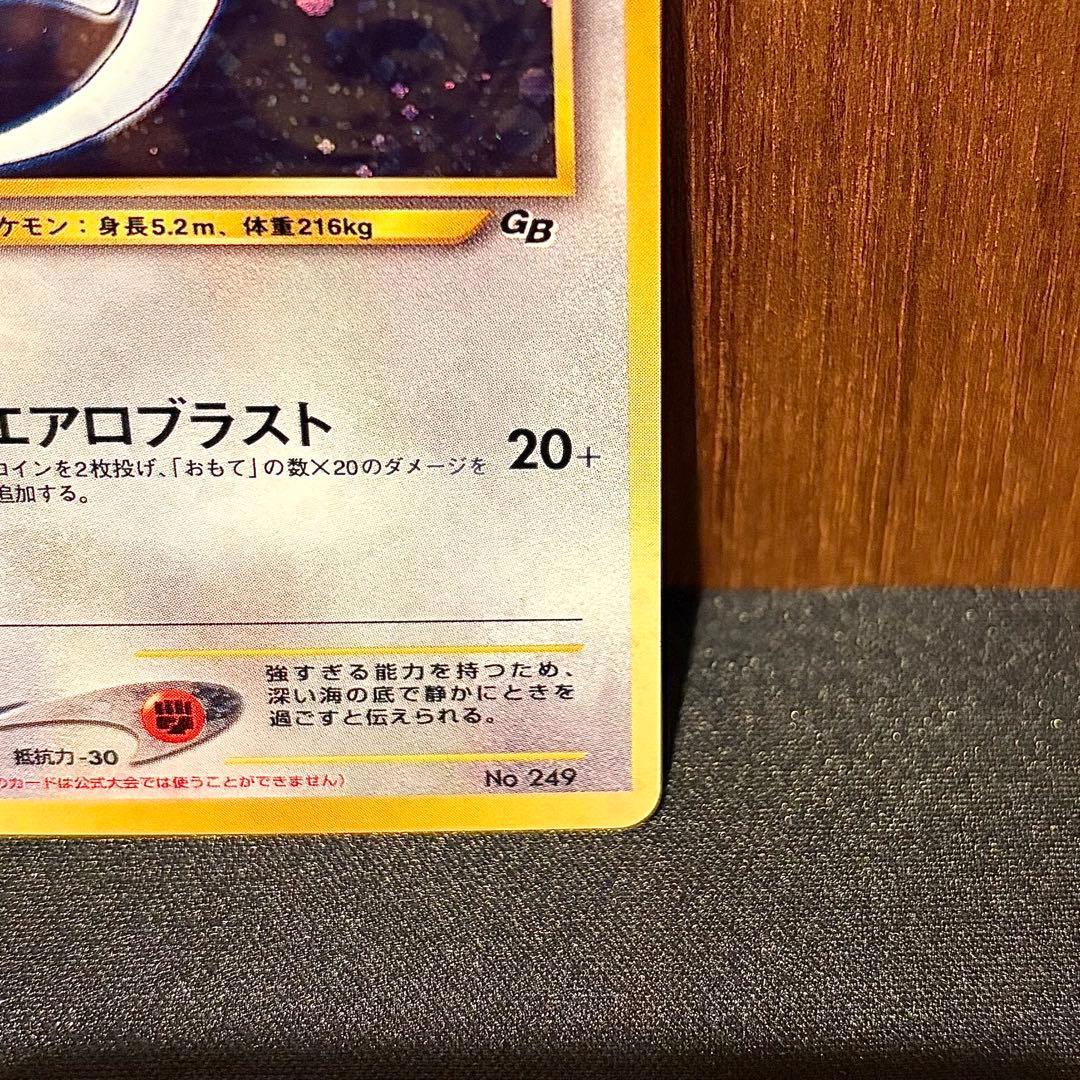 ケモン：身長5.2m、体重216kg
GB
エアロブラスト
20+
コインを2枚投げ、「おもて」の数×20のダメージを
追加する。
強すぎる能力を持つため、
深い海の底で静かにときを
過ごすと伝えられる。
抵抗力-30
のカードは公式大会では使うことができません）
No 249